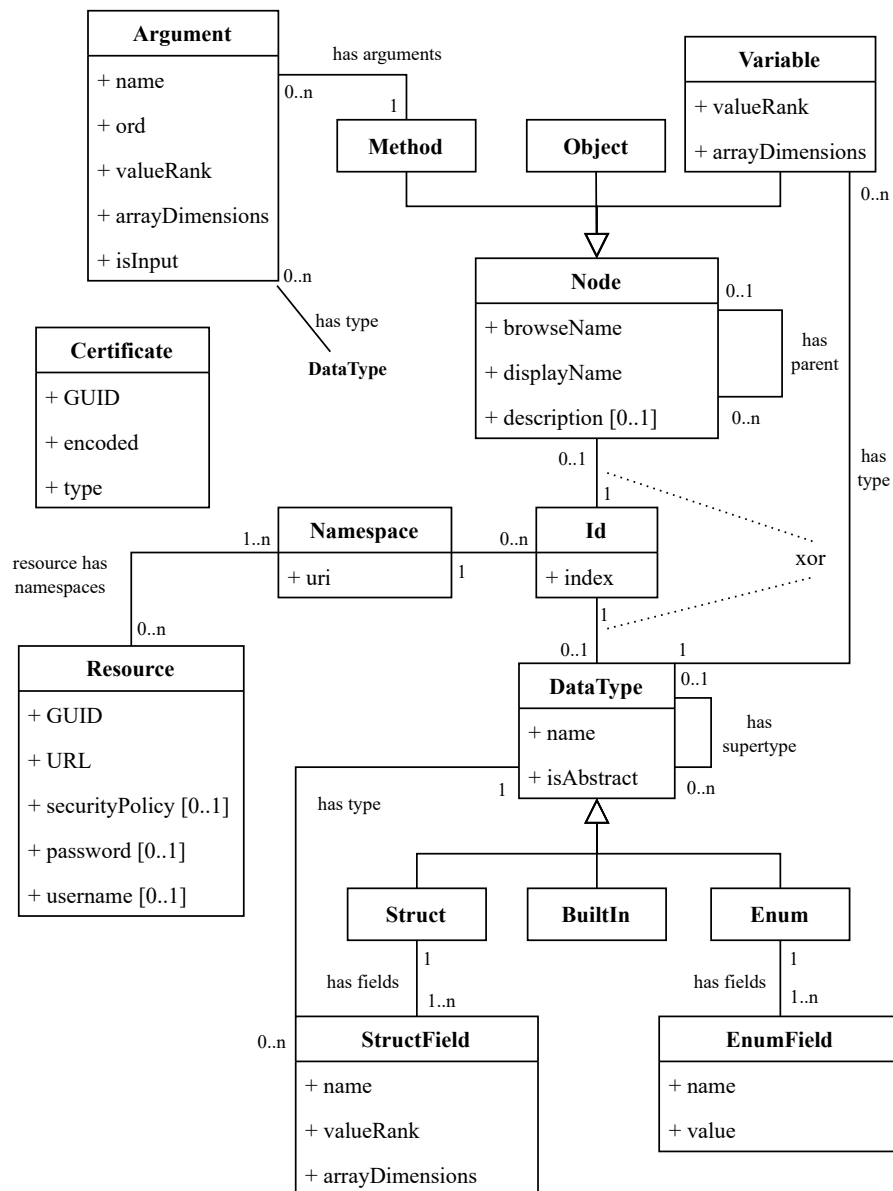 Argument
+ name
+ ord
+ valueRank
+ arrayDimensions
+ isInput
has arguments
0..n
1
Method
Object
Variable
+ valueRank
+ arrayDimensions
0..n
0..n
has type
DataType
Node
+ browseName
+ displayName
+ description [0..1]
0..1
has
parent
0..n
Certificate
+ GUID
+ encoded
+ type
0..1
1
has
type
xor
Namespace
+ uri
1..n
1
0..n
Id
+ index
resource has
namespaces
0..n
1
0..1
1
Resource
+ GUID
+ URL
+ securityPolicy [0..1]
+ password [0..1]
+ username [0..1]
DataType
+ name
+ isAbstract
0..1
has
supertype
0..n
1
has type
Struct
BuiltIn
Enum
1
has fields
1..n
1
has fields
1..n
0..n
StructField
+ name
+ valueRank
+ arrayDimensions
EnumField
+ name
+ value